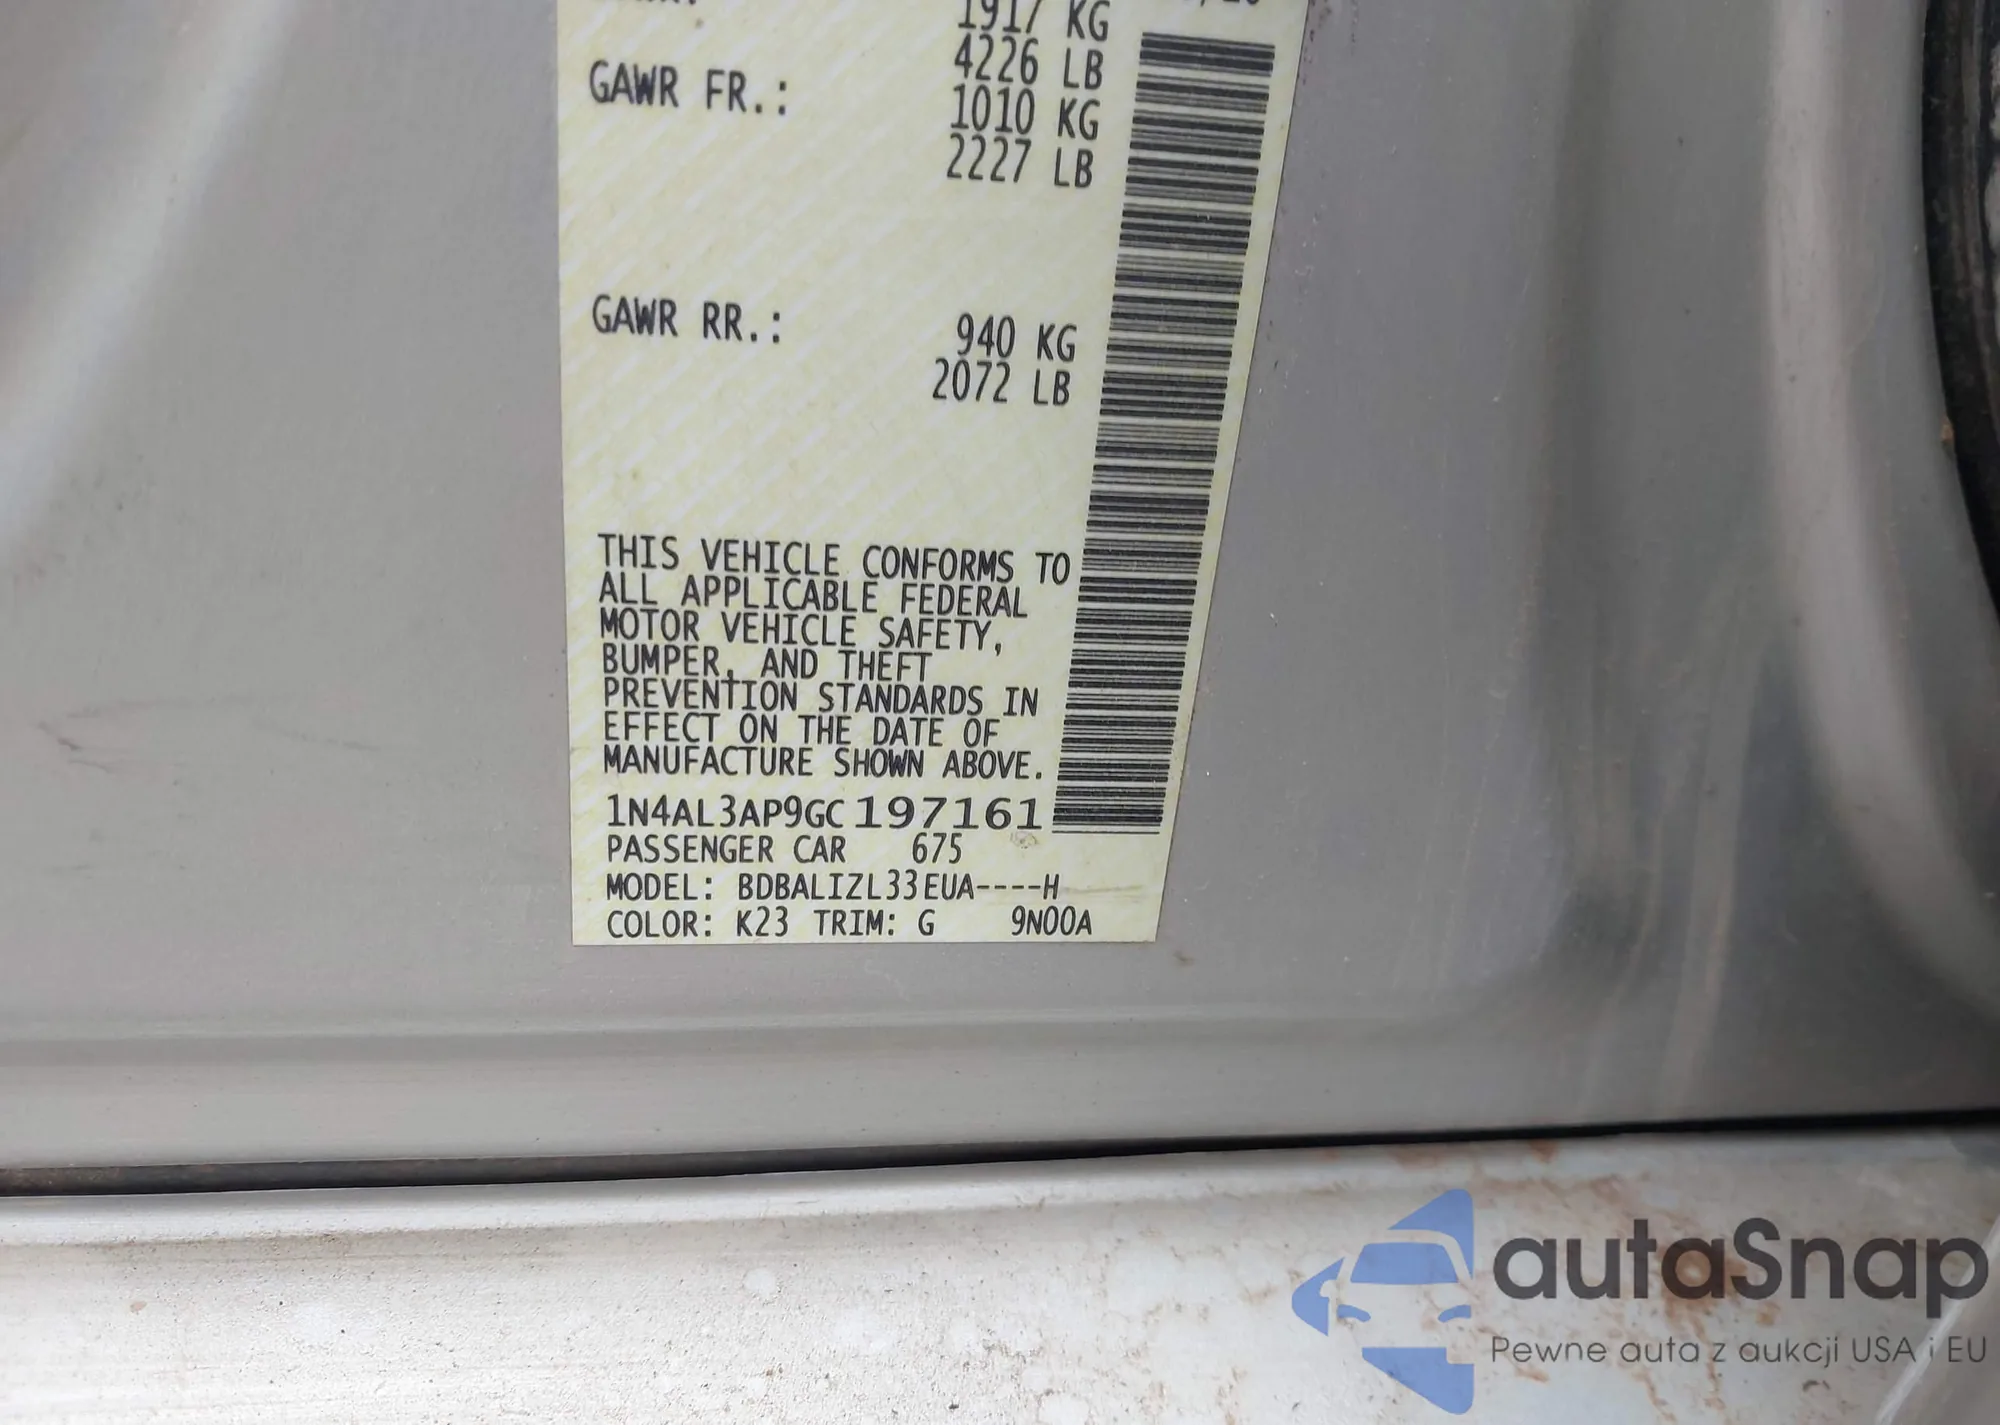 1917 KG
4226 LB
GAWR FR.: 1010 KG
2227 LB
GAWR RR.: 940 KG
2072 LB
THIS VEHICLE CONFORMS TO
ALL APPLICABLE FEDERAL
MOTOR VEHICLE SAFETY,
BUMPER, AND THEFT
PREVENTION STANDARDS IN
EFFECT ON THE DATE OF
MANUFACTURE SHOWN ABOVE.
1N4AL3AP9GC197161
PASSENGER CAR 675
MODEL: BDBALIZL33EUA----H
COLOR: K23 TRIM: G 9N00A
autaSnap
Pewne auta z aukcji USA i EU